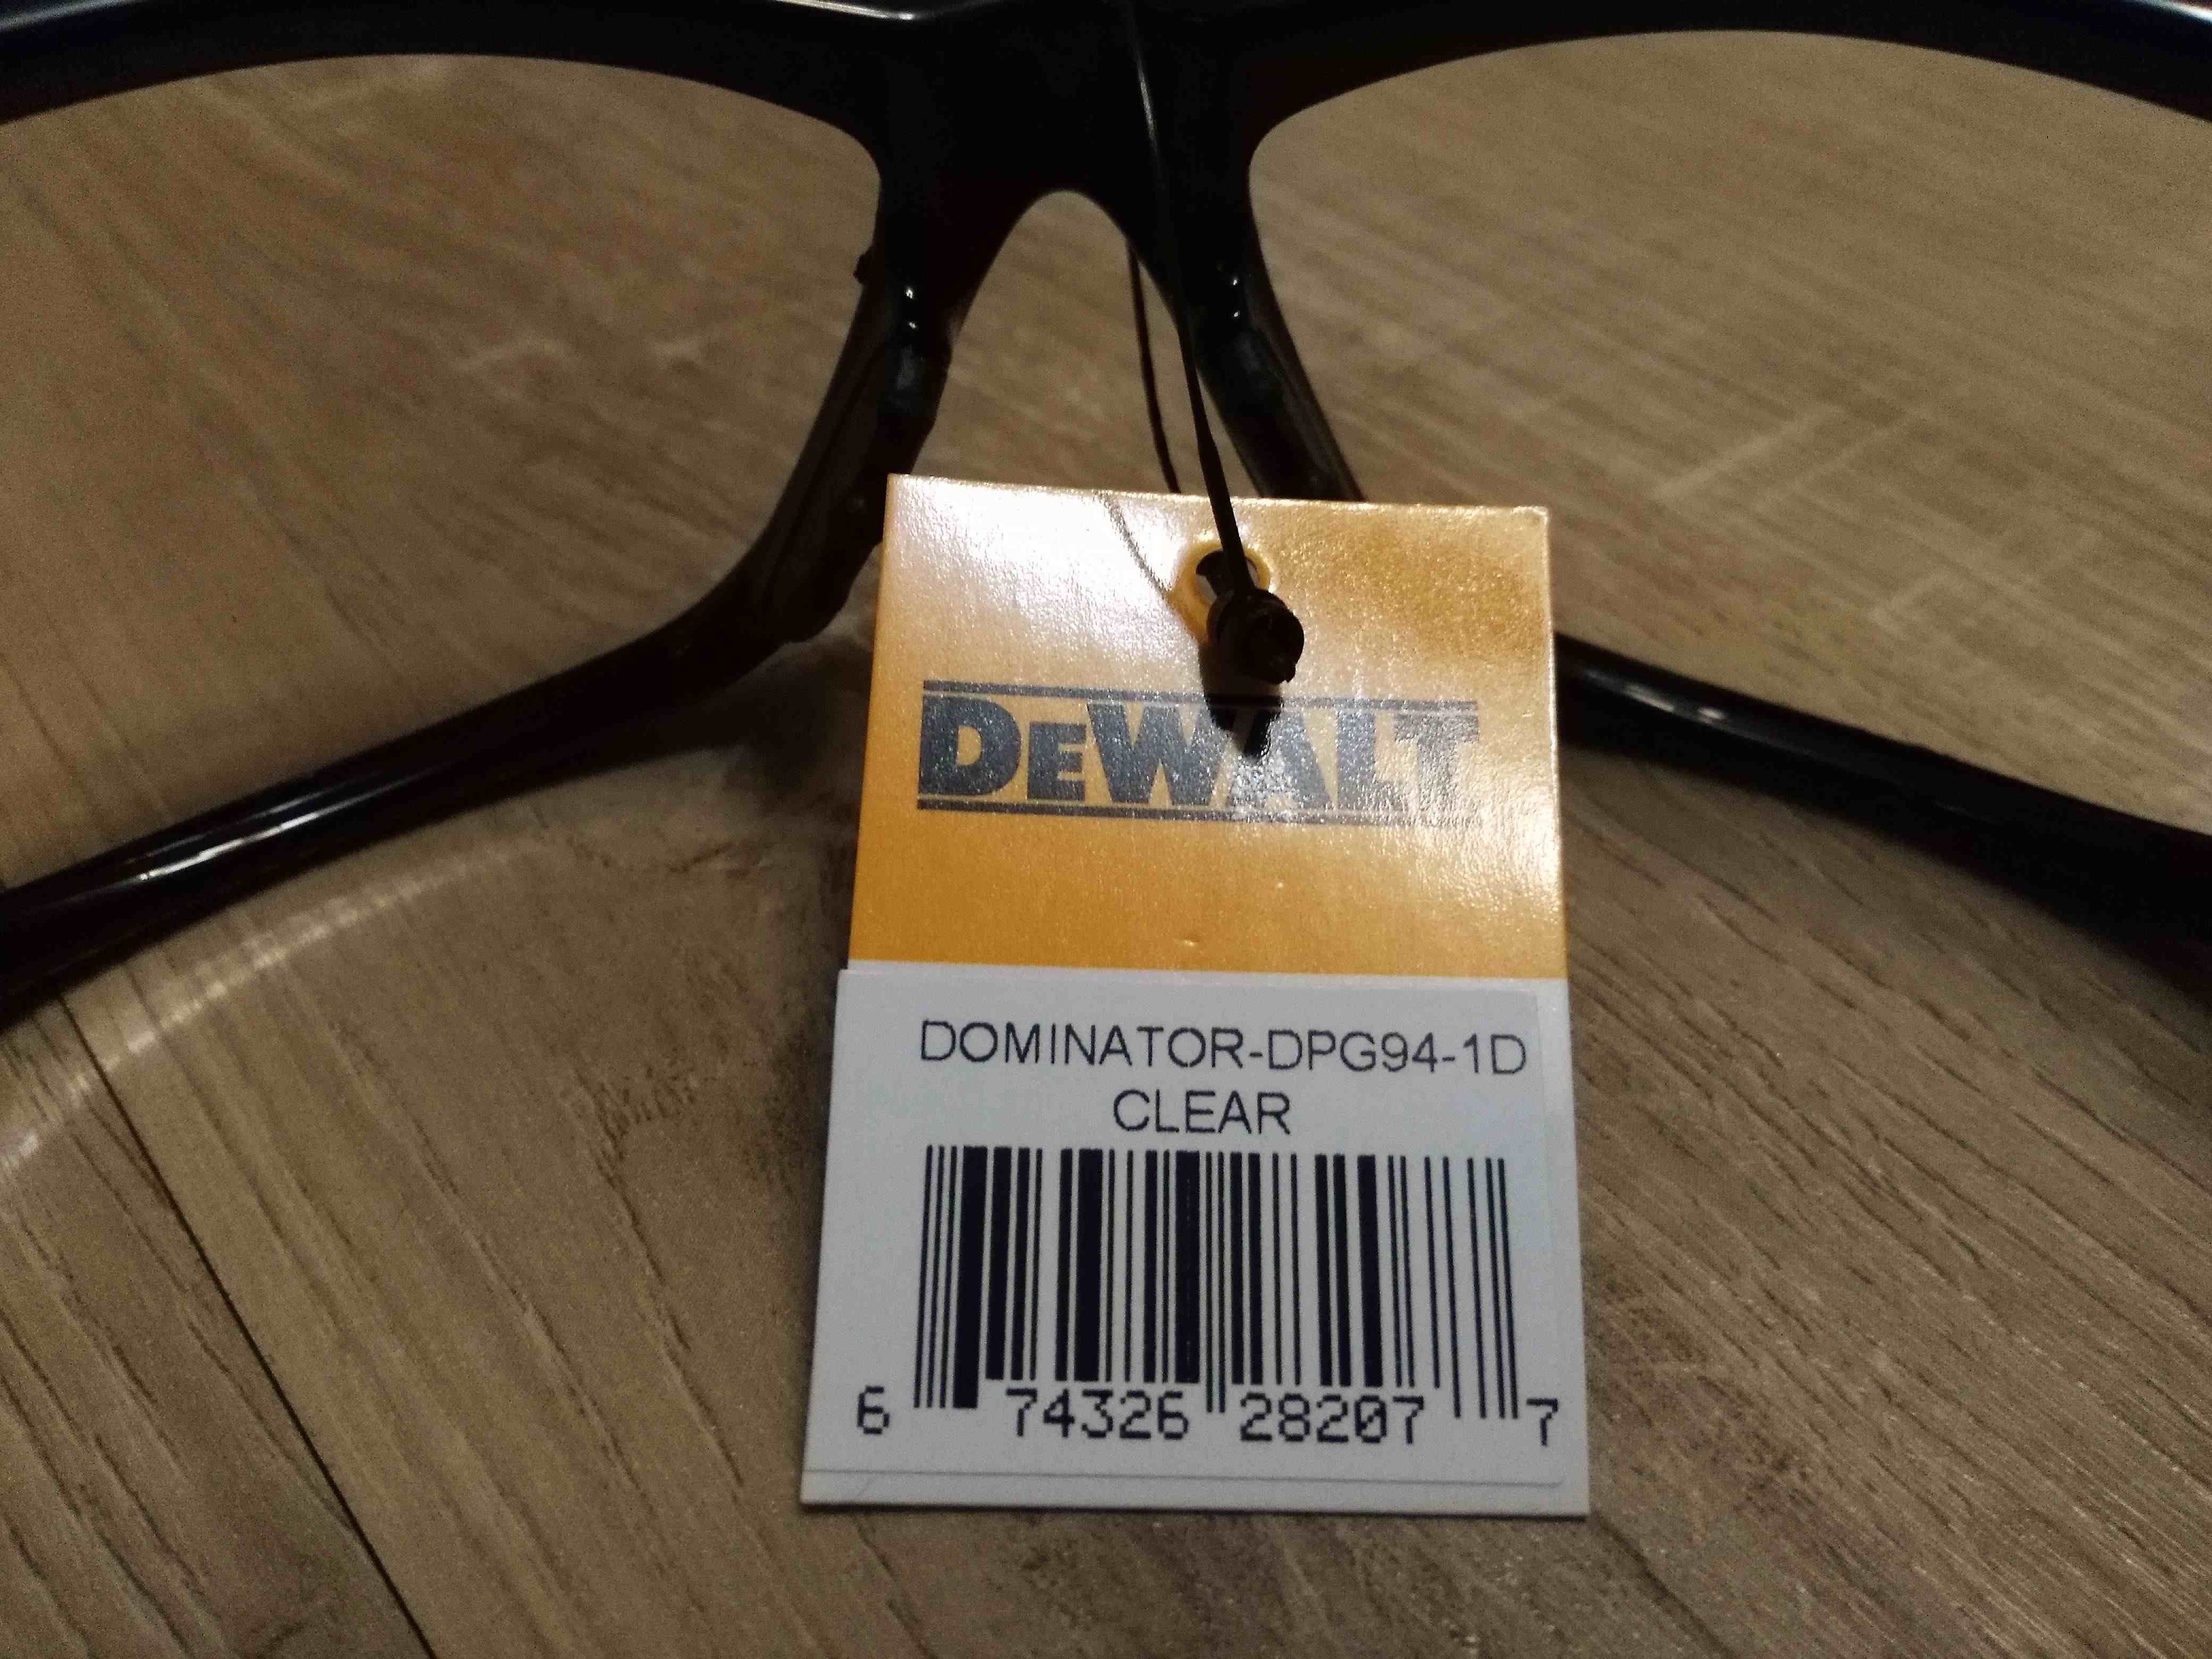 DEWALT
DOMINATOR-DPG94-1D
CLEAR
6 74326 28207 7